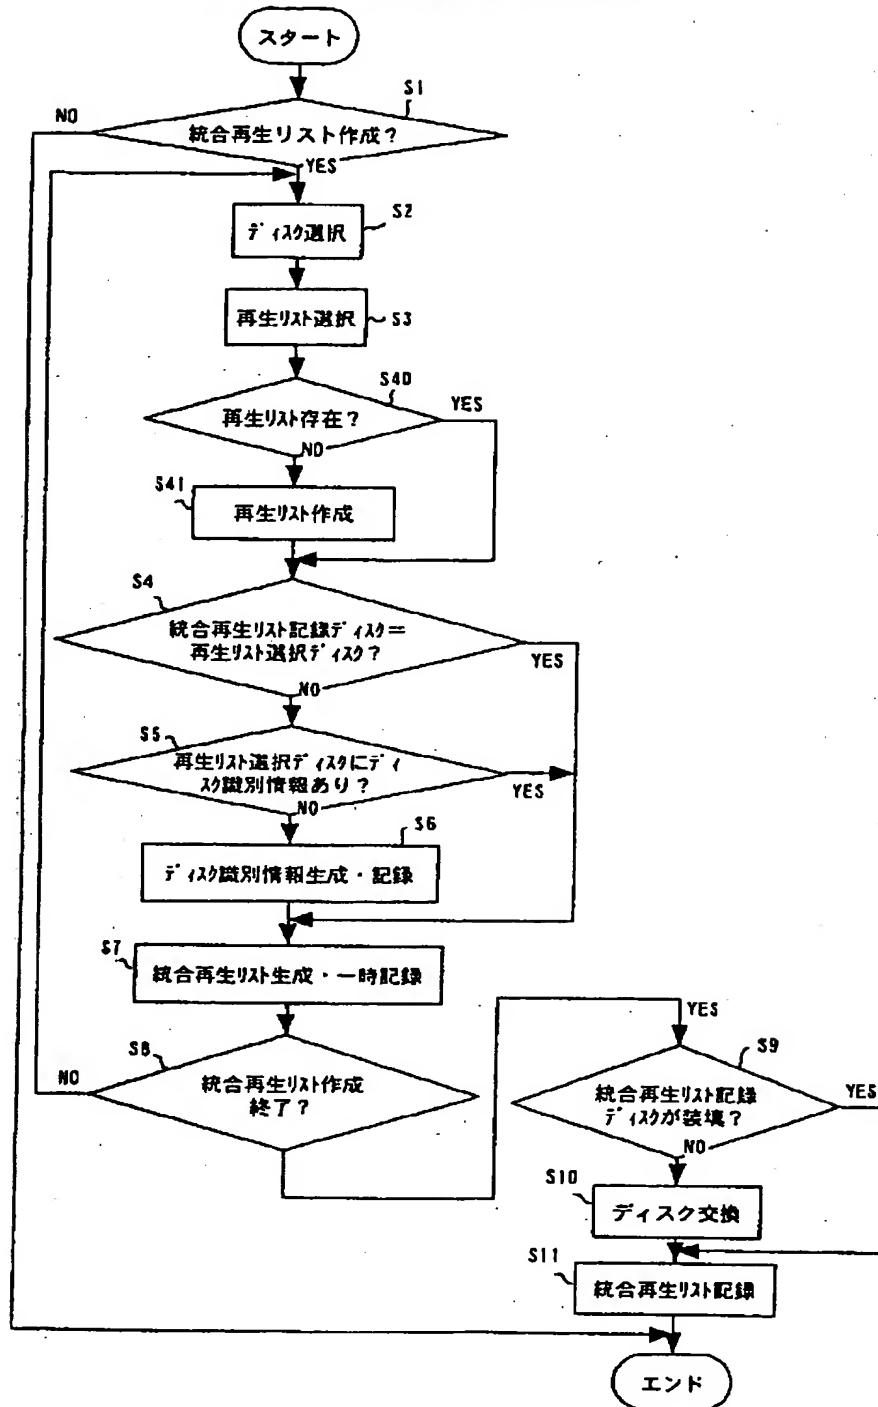 スタート
S1
NO
統合再生リスト作成？
YES
S2
ディスク選択
再生リスト選択
S3
S40
再生リスト存在？
YES
NO
S41
再生リスト作成
S4
統合再生リスト記録ディスク＝
再生リスト選択ディスク？
YES
NO
S5
再生リスト選択ディスクにディ
スク識別情報あり？
YES
NO
S6
ディスク識別情報生成・記録
S7
統合再生リスト生成・一時記録
S8
NO
統合再生リスト作成
終了？
YES
S9
統合再生リスト記録
ディスクが装填？
YES
NO
S10
ディスク交換
S11
統合再生リスト記録
エンド